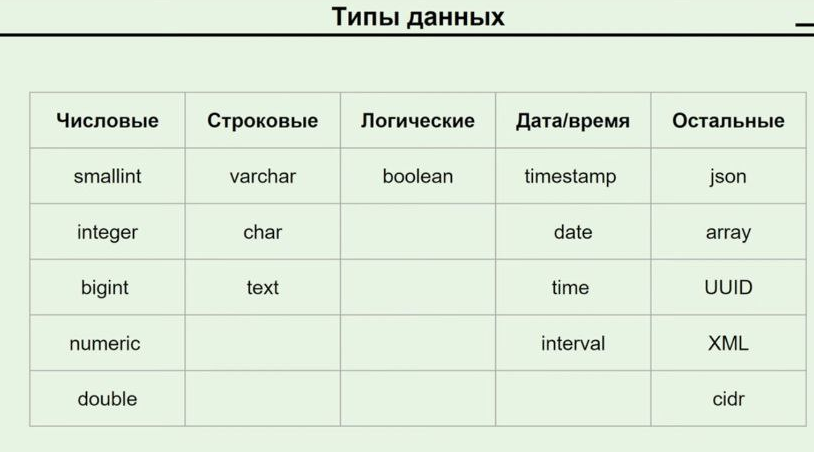 Типы данных
Числовые Строковые Логические Дата/время Остальные
smallint varchar boolean timestamp json
integer char date array
bigint text time UUID
numeric interval XML
double cidr